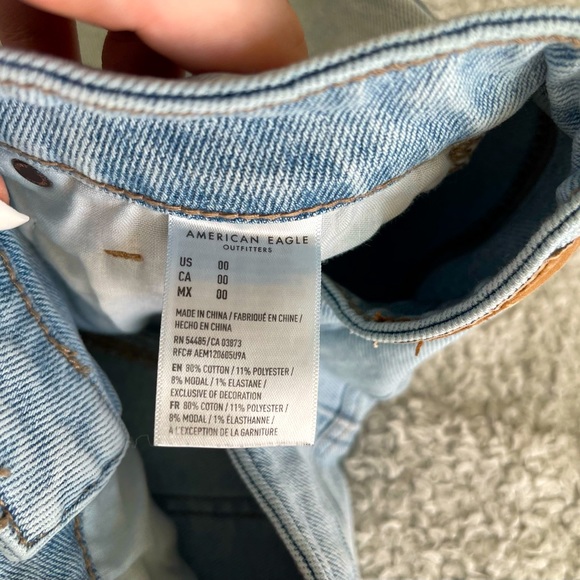 AMERICAN EAGLE
OUTFITTERS
US 00
CA 00
MX 00
MADE IN CHINA / FABRIQUÉ EN CHINE /
HECHO EN CHINA
RN 54485/CA 03873
RFC# AEM120605U9A
EN 80% COTTON / 11% POLYESTER /
8% MODAL / 1% ELASTANE /
EXCLUSIVE OF DECORATION
FR 80% COTON / 11% POLYESTER /
8% MODAL / 1% ÉLASTHANNE /
À L'EXCEPTION DE LA GARNITURE